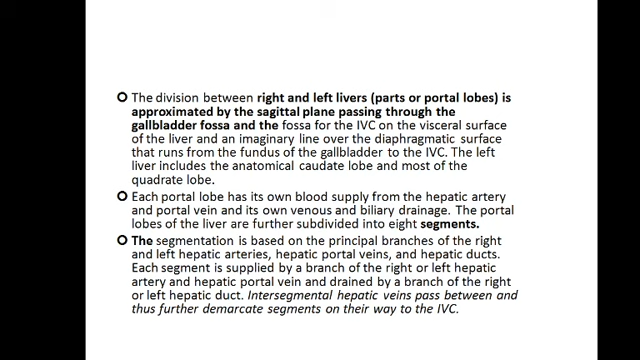 The division between right and left livers (parts or portal lobes) is
approximated by the sagittal plane passing through the
gallbladder fossa and the fossa for the IVC on the visceral surface
of the liver and an imaginary line over the diaphragmatic surface
that runs from the fundus of the gallbladder to the IVC. The left
liver includes the anatomical caudate lobe and most of the
quadrate lobe.
Each portal lobe has its own blood supply from the hepatic artery
and portal vein and its own venous and biliary drainage. The portal
lobes of the liver are further subdivided into eight segments.
The segmentation is based on the principal branches of the right
and left hepatic arteries, hepatic portal veins, and hepatic ducts.
Each segment is supplied by a branch of the right or left hepatic
artery and hepatic portal vein and drained by a branch of the right
or left hepatic duct. Intersegmental hepatic veins pass between and
thus further demarcate segments on their way to the IVC.